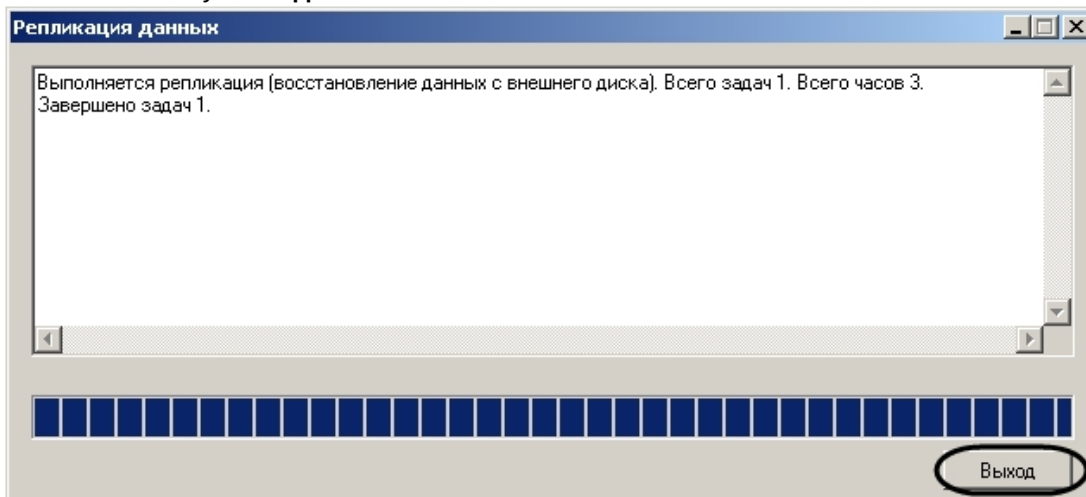 Репликация данных
Выполняется репликация (восстановление данных с внешнего диска). Всего задач 1. Всего часов 3.
Завершено задач 1.
Выход